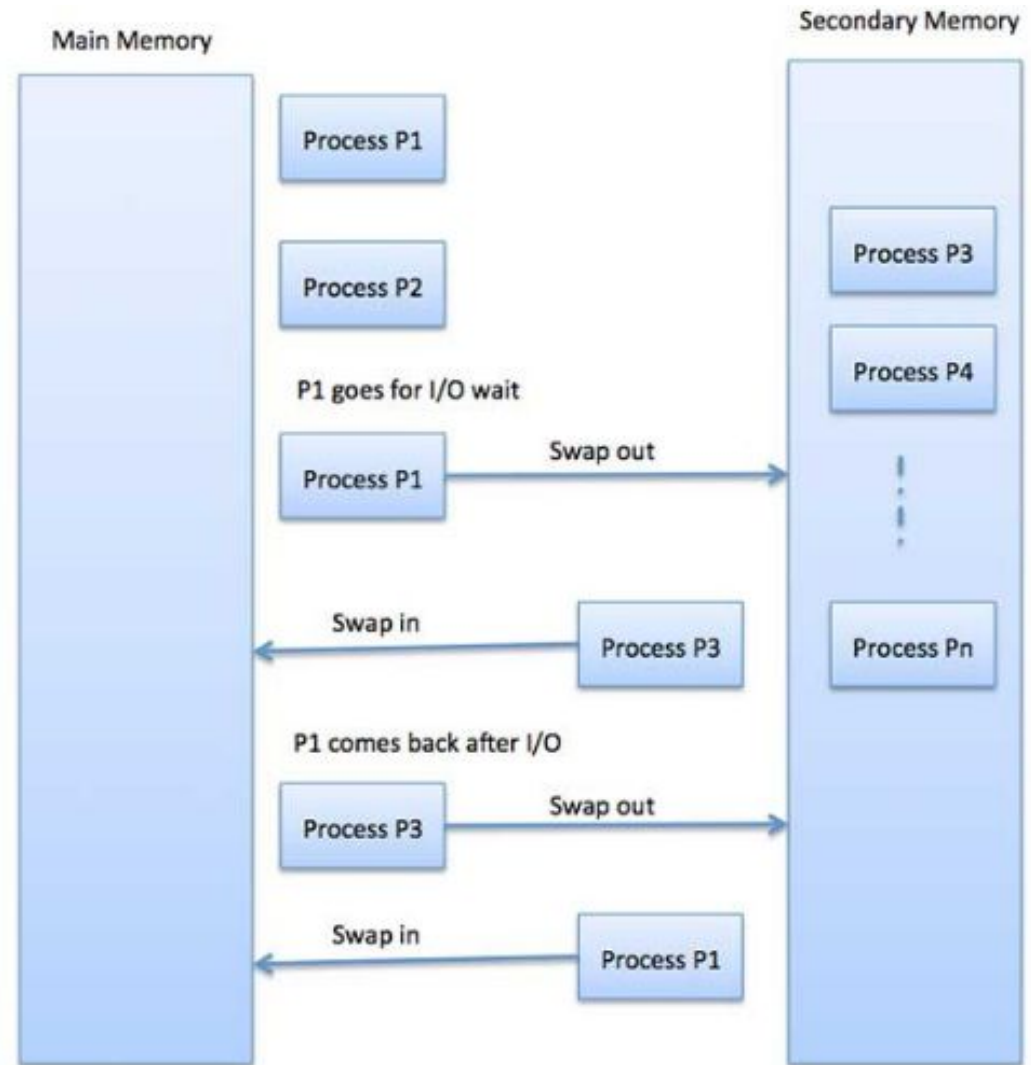 Main Memory
Secondary Memory
Process P1
Process P2
Process P3
Process P4
P1 goes for I/O wait
Process P1
Swap out
Swap in
Process P3
Process Pn
P1 comes back after I/O
Process P3
Swap out
Swap in
Process P1